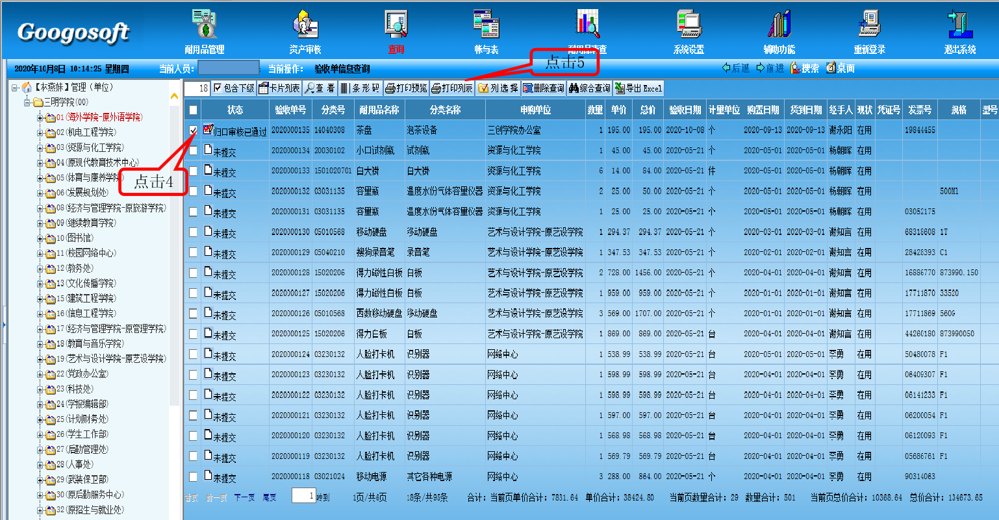 Googosoft
耐用品管理 资产审核 查询 帐与表 耐用品清查 系统设置 辅助功能 重新登录 退出系统
2020年10月8日 10:14:25 星期四 当前人员: 当前操作: 验收单信息查询 点击5 后退 前进 搜索 桌面
18 包含下级 卡片列表 查 看 条 形 码 打印预览 打印列表 列 选 择 删除查询 综合查询 导出 Excel
状态 验收单号 分类号 耐用品名称 分类名称 申购单位 数量 单价 总价 验收日期 计量单位 购置日期 货到日期 经手人 现状 凭证号 发票号 规格 型号
归口审核已通过 2020000135 14040308 茶盘 泡茶设备 三创学院办公室 1 195.00 195.00 2020-10-08 个 2020-09-13 2020-09-13 谢永阳 在用 19844455
未提交 2020000134 20030102 小口试剂瓶 试剂瓶 资源与化工学院 1 45.00 45.00 2020-05-21 个 2020-05-01 2020-05-01 杨朝晖 在用
未提交 2020000133 1501020701 白大褂 白大褂 资源与化工学院 6 14.00 84.00 2020-05-21 件 2020-05-01 2020-05-01 杨朝晖 在用
未提交 2020000132 03031135 容量瓶 温度水份气体容量仪器 资源与化工学院 2 25.00 50.00 2020-05-21 个 2020-05-01 2020-05-01 杨朝晖 在用 500Ml
未提交 2020000131 03031135 容量瓶 温度水份气体容量仪器 资源与化工学院 1 25.00 25.00 2020-05-21 个 2020-05-01 2020-05-01 杨朝晖 在用 03052175
未提交 2020000130 05010568 移动硬盘 移动硬盘 艺术与设计学院-原艺设学院 1 294.37 294.37 2020-05-21 个 2020-03-01 2020-03-01 谢知言 在用 68318608 1T
未提交 2020000129 05040210 搜狗录音笔 录音笔 艺术与设计学院-原艺设学院 1 347.53 347.53 2020-05-21 个 2020-02-01 2020-02-01 谢知言 在用 28428393 C1
未提交 2020000128 15020206 得力磁性白板 白板 艺术与设计学院-原艺设学院 2 728.00 1456.00 2020-05-21 个 2020-04-01 2020-04-01 谢知言 在用 16886770 873990.150
未提交 2020000127 15020206 得力磁性白板 白板 艺术与设计学院-原艺设学院 1 959.00 959.00 2020-05-21 个 2020-01-01 2020-01-01 谢知言 在用 17711870 33520
未提交 2020000126 05010568 西数移动硬盘 移动硬盘 艺术与设计学院-原艺设学院 3 569.00 1707.00 2020-05-21 个 2020-01-01 2020-01-01 谢知言 在用 17711869 560G
未提交 2020000125 15020206 得力白板 白板 艺术与设计学院-原艺设学院 1 869.00 869.00 2020-05-21 台 2020-04-01 2020-04-01 谢知言 在用 44260180 873990050
未提交 2020000124 03230132 人脸打卡机 识别器 网络中心 1 538.99 538.99 2020-05-21 台 2020-05-01 2020-05-01 李勇 在用 50480078 F1
未提交 2020000123 03230132 人脸打卡机 识别器 网络中心 1 598.99 598.99 2020-05-21 台 2020-04-01 2020-04-01 李勇 在用 06409307 F1
未提交 2020000122 03230132 人脸打卡机 识别器 网络中心 1 598.99 598.99 2020-05-21 台 2020-04-01 2020-04-01 李勇 在用 06141233 F1
未提交 2020000121 03230132 人脸打卡机 识别器 网络中心 1 597.00 597.00 2020-05-21 台 2020-04-01 2020-04-01 李勇 在用 06200054 F1
未提交 2020000120 03230132 人脸打卡机 识别器 网络中心 1 568.98 568.98 2020-05-21 台 2020-04-01 2020-04-01 李勇 在用 06120093 F1
未提交 2020000119 03230132 人脸打卡机 识别器 网络中心 1 569.79 569.79 2020-05-21 台 2020-04-01 2020-04-01 李勇 在用 05686761 F1
未提交 2020000118 03021024 移动电源 其它各种电源 网络中心 3 288.00 864.00 2020-05-21 个 2020-04-01 2020-04-01 李勇 在用 90314063
首页 前一页 下一页 尾页 1 转到 1页/共6页 18条/共95条 合计: 当前页单价合计: 7831.64 单价合计: 38424.80 当前页数量合计: 29 数量合计: 501 当前页总价合计: 10368.64 总价合计: 134673.65
【林燕妹】管理(单位)
三明学院(00)
01(海外学院-原外语学院)
02(机电工程学院)
03(资源与化工学院)
04(原现代教育技术中心)
05(体育与康养学院)
点击4
06(发展规划处)
08(经济与管理学院-原旅游学院)
09(继续教育学院)
10(图书馆)
11(校园网络中心)
12(教务处)
13(文化传播学院)
15(建筑工程学院)
16(信息工程学院)
17(经济与管理学院-原管理学院)
18(教育与音乐学院)
19(艺术与设计学院-原艺设学院)
22(党政办公室)
23(科技处)
24(学报编辑部)
25(计划财务处)
26(学生工作部)
27(后勤管理处)
28(人事处)
29(武装保卫部)
30(原后勤服务中心)
32(原招生与就业处)